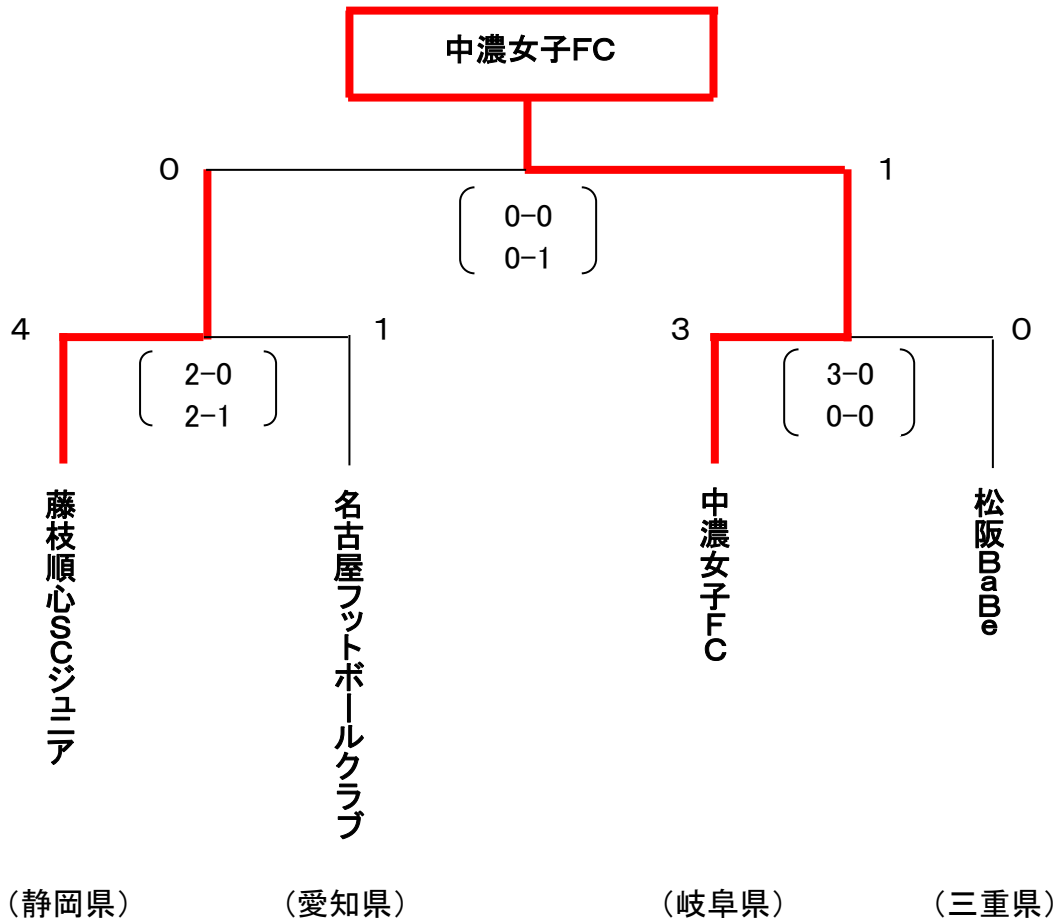 中濃女子FC
0
1
0-0
0-1
4
1
3
0
2-0
2-1
3-0
0-0
藤枝順心SCジュニア
名古屋フットボールクラブ
中濃女子FC
松阪BaBe
（静岡県）
（愛知県）
（岐阜県）
（三重県）